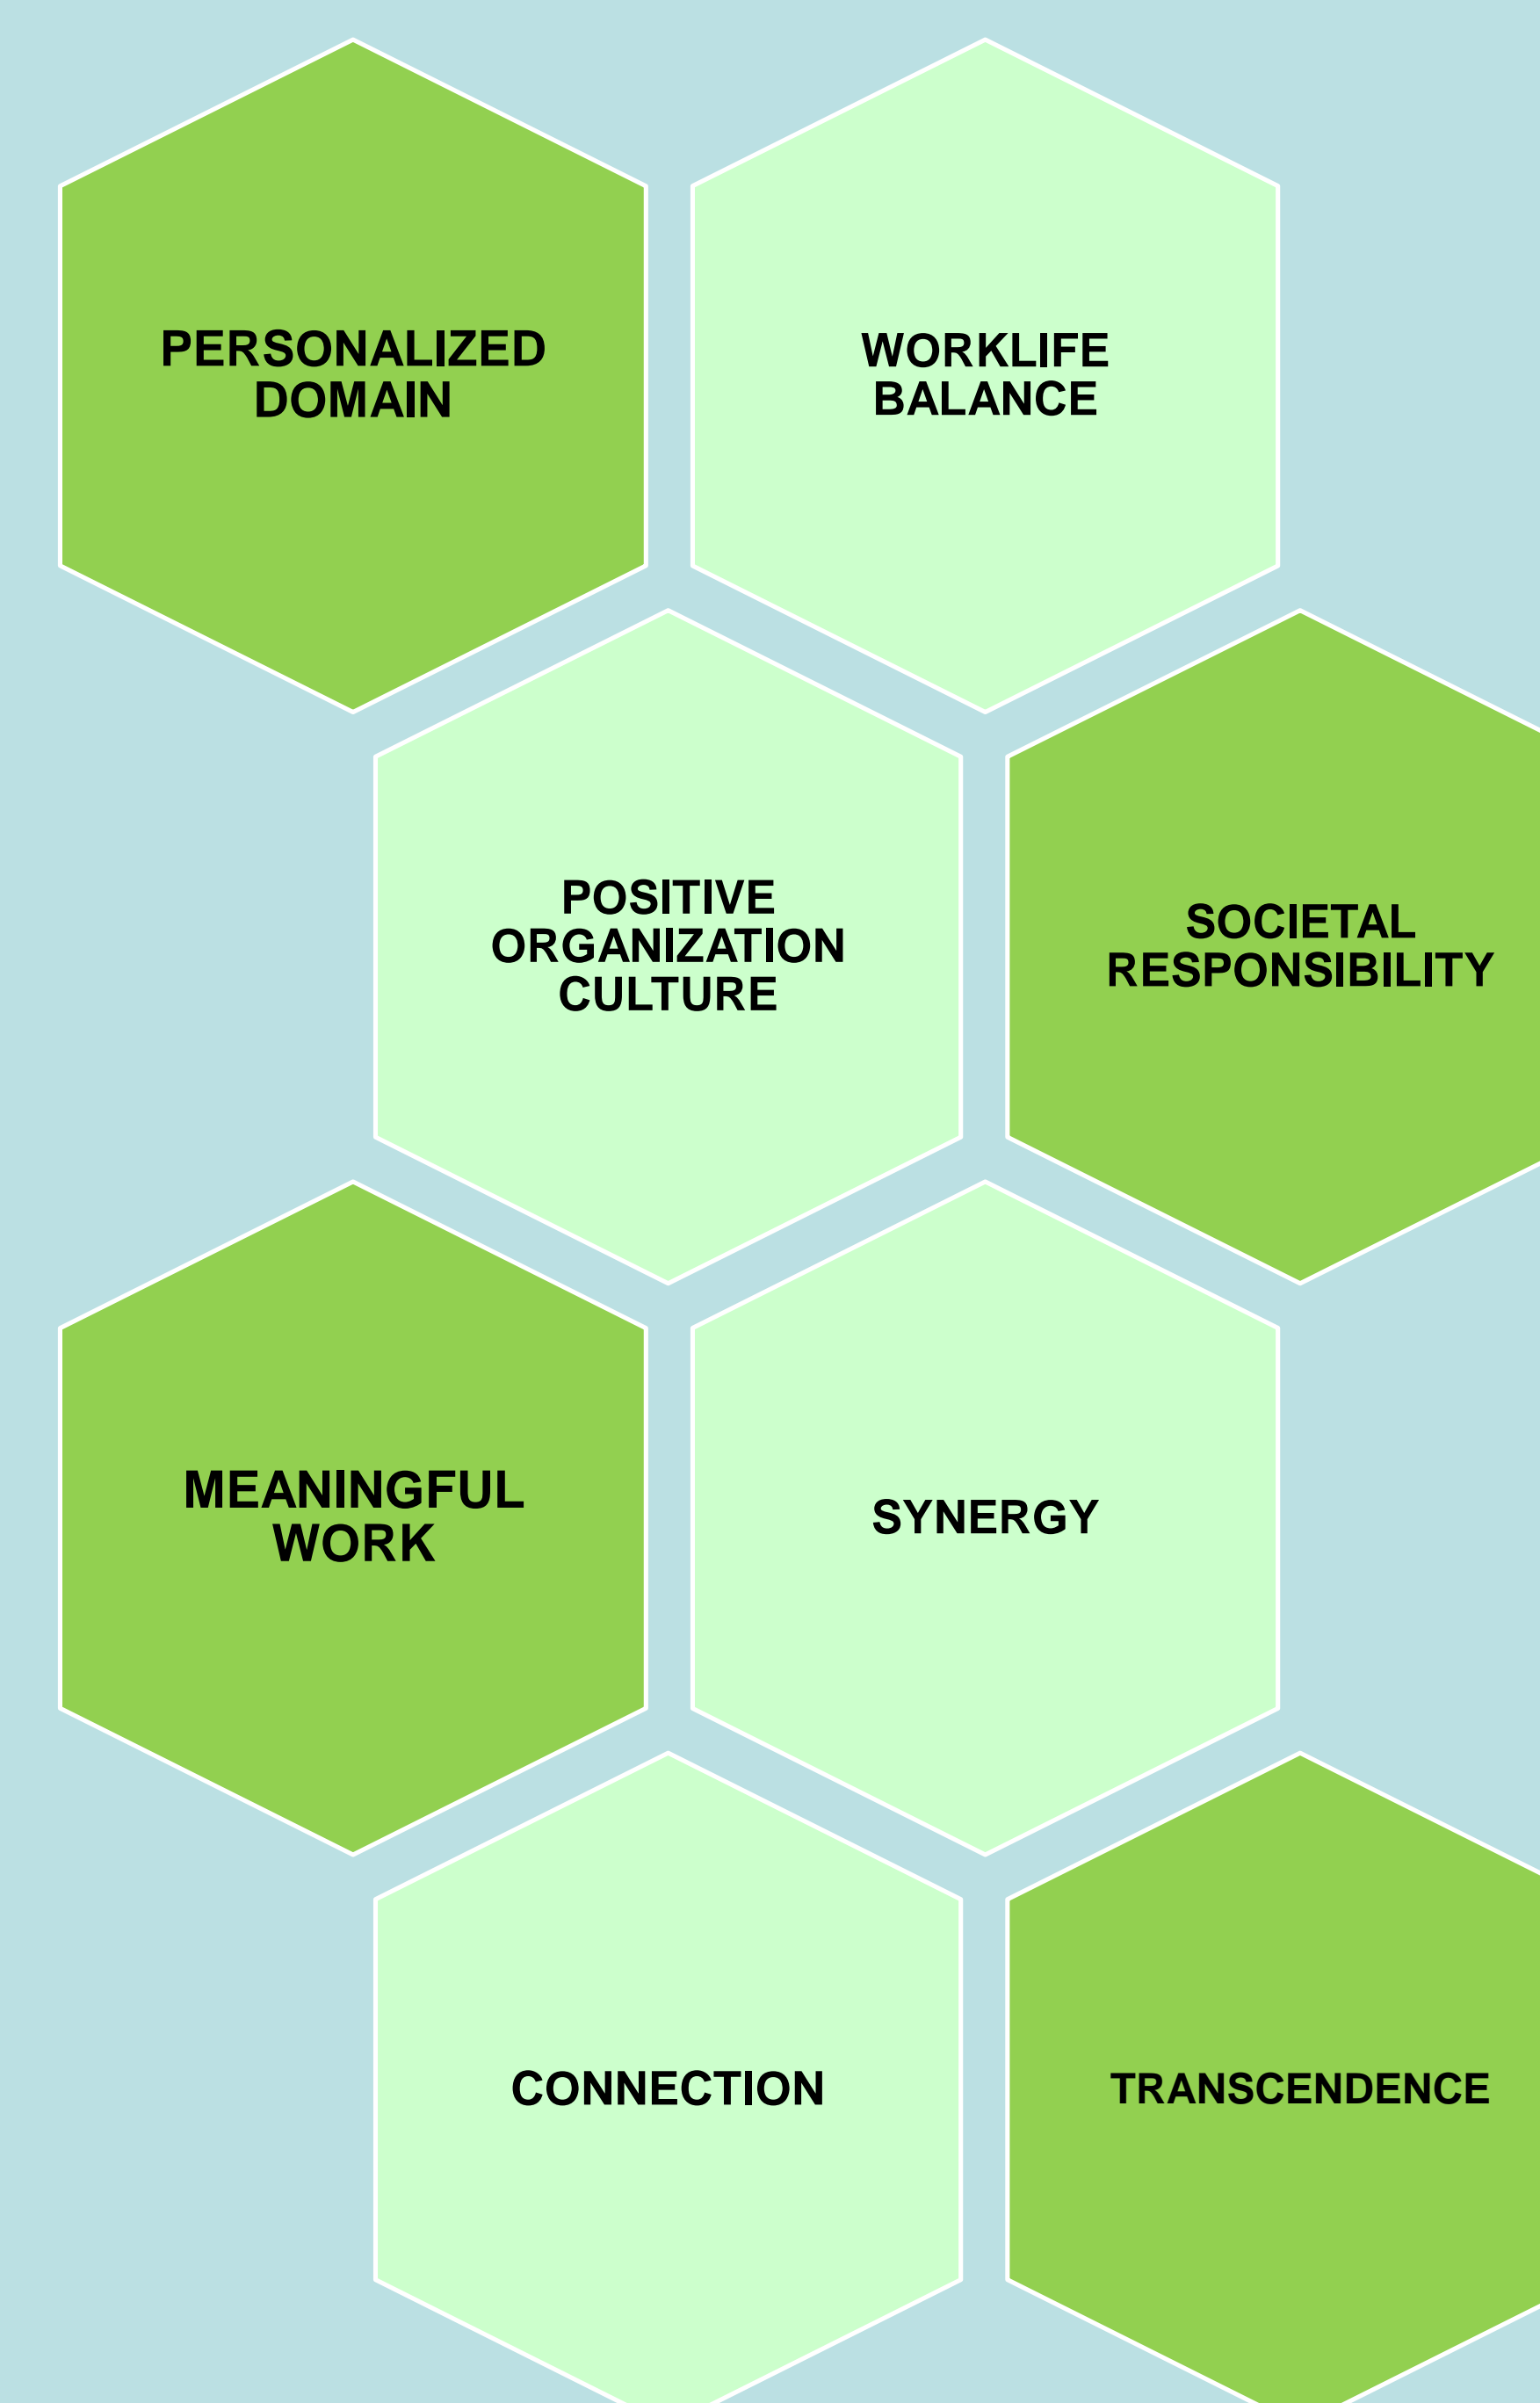 PERSONALIZED
DOMAIN
WORKLIFE
BALANCE
POSITIVE
ORGANIZATION
CULTURE
SOCIETAL
RESPONSIBILITY
MEANINGFUL
WORK
SYNERGY
CONNECTION
TRANSCENDENCE